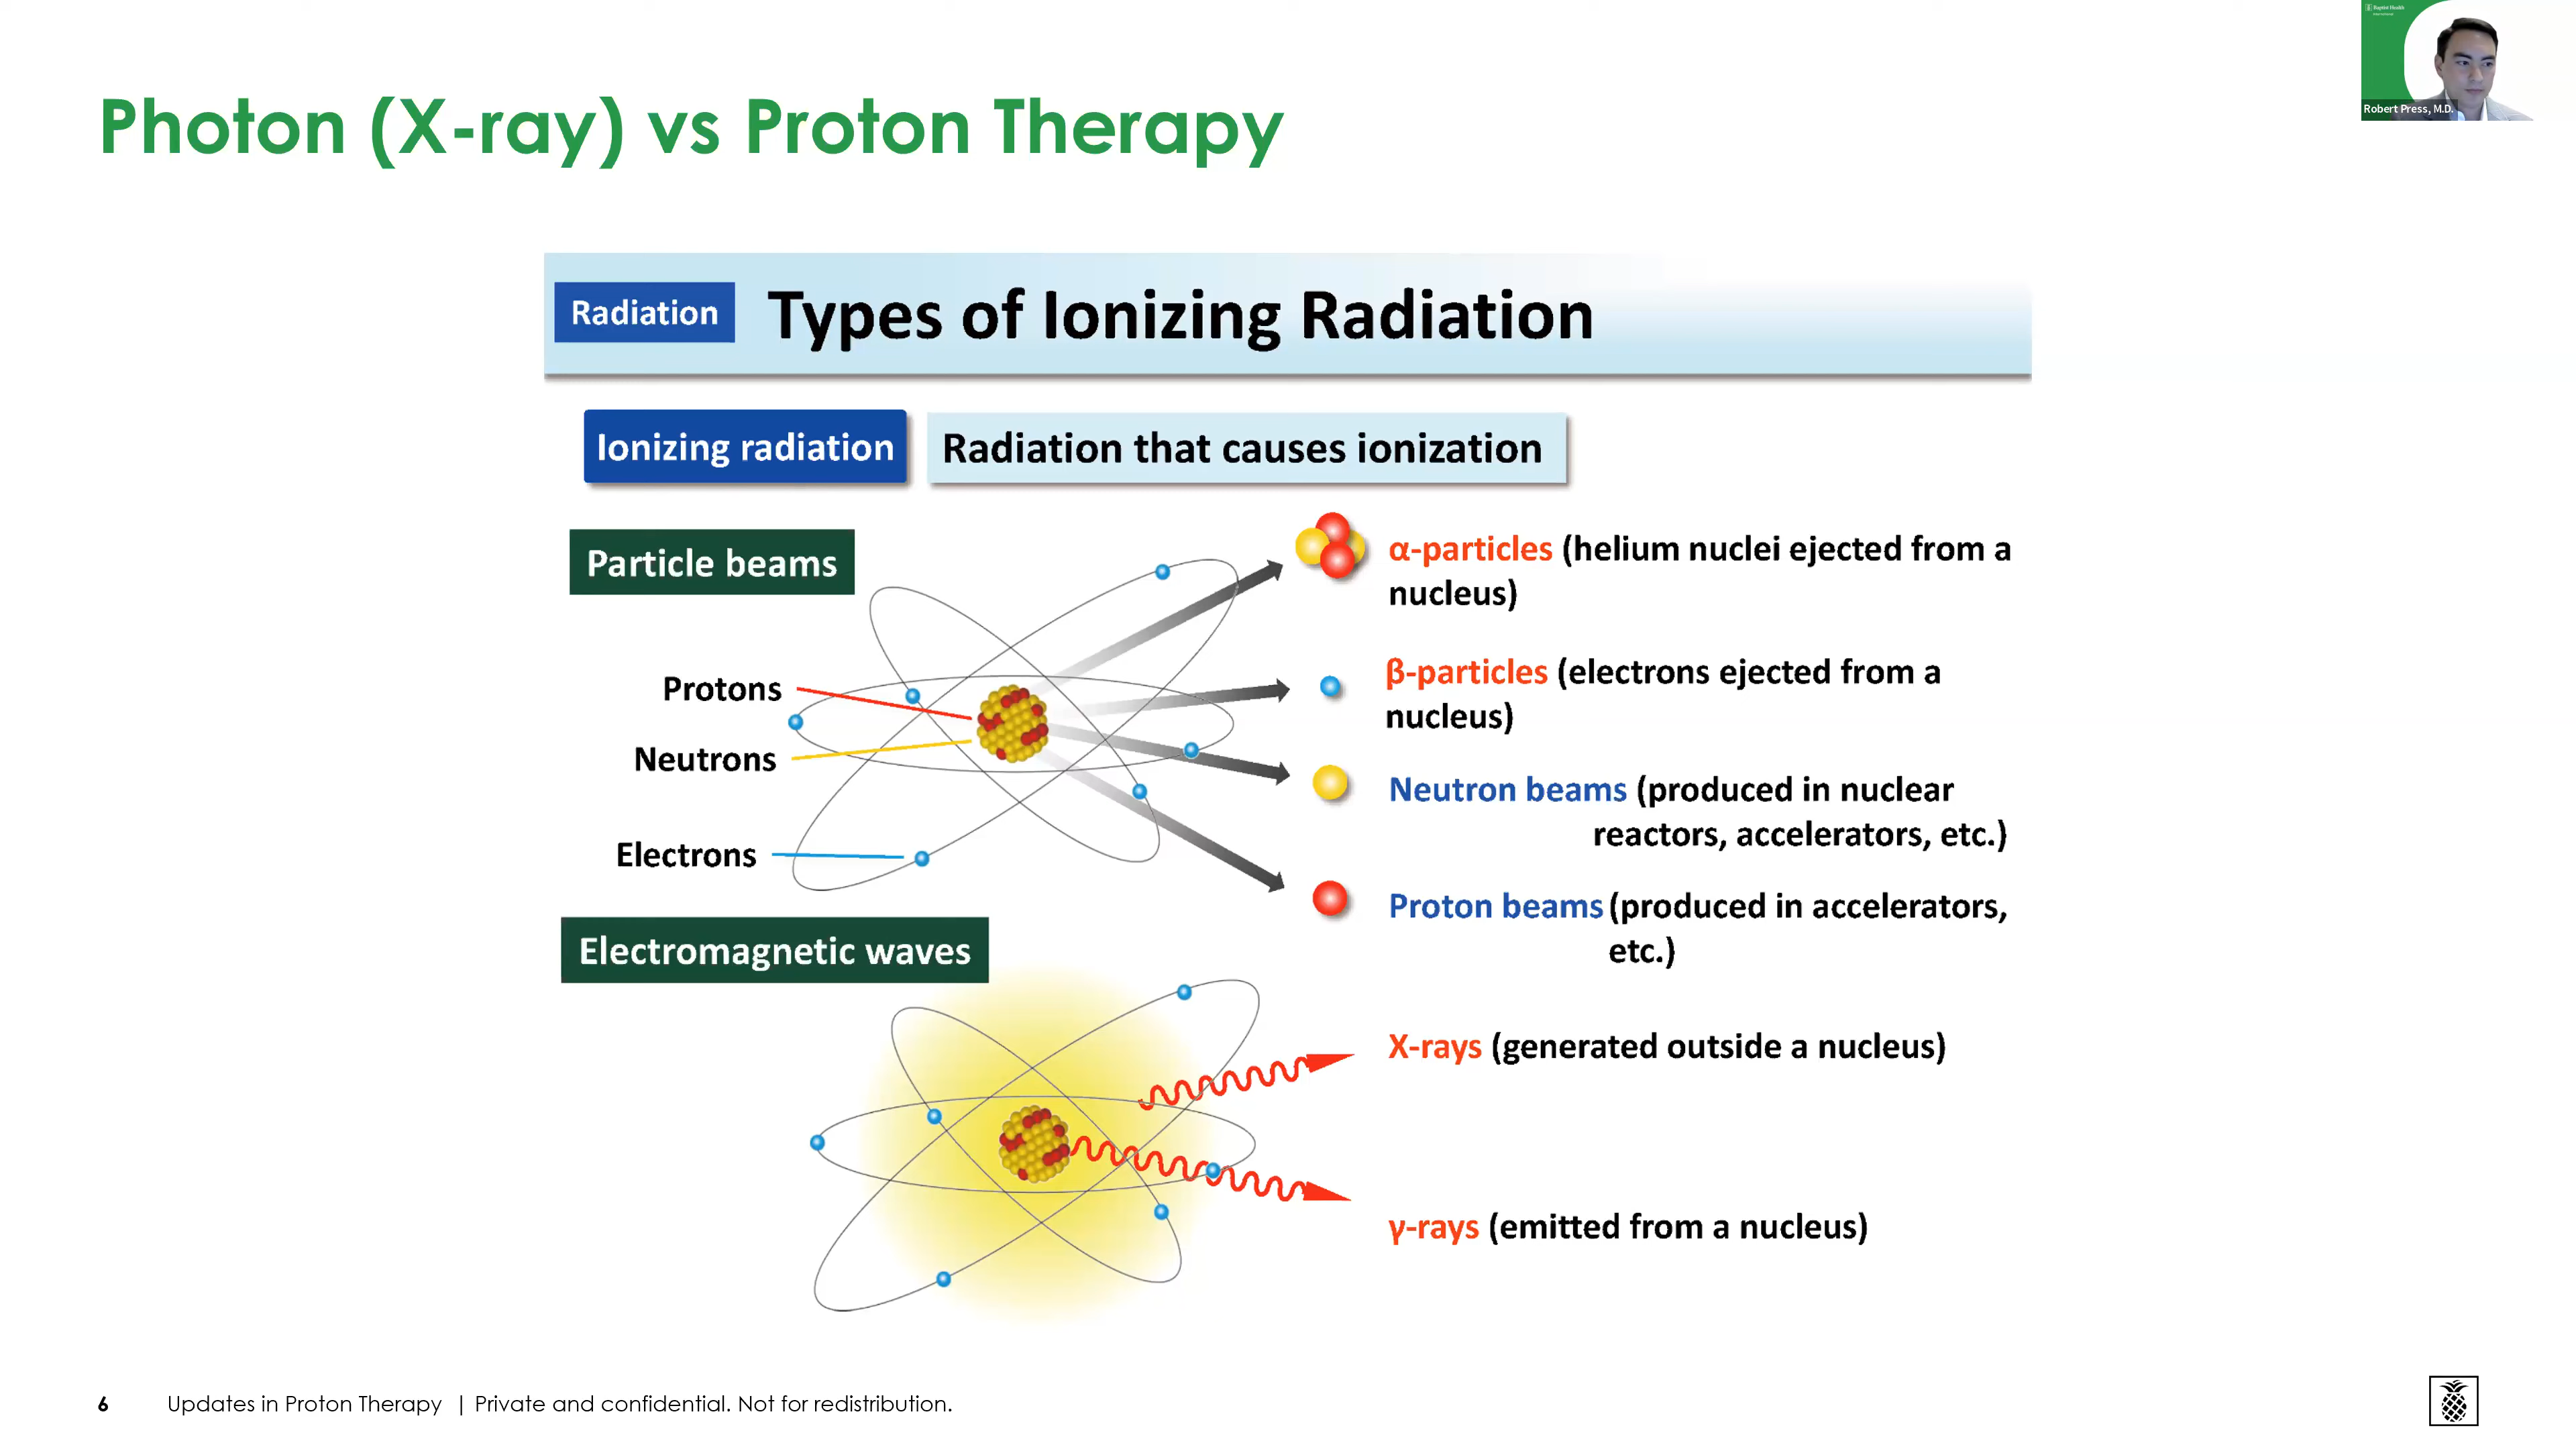 Baptist Health
Robert Press, M.D.
Photon (X-ray) vs Proton Therapy
Radiation
Types of Ionizing Radiation
Ionizing radiation
Radiation that causes ionization
Particle beams
Protons
Neutrons
Electrons
α-particles (helium nuclei ejected from a
nucleus)
β-particles (electrons ejected from a
nucleus)
Neutron beams (produced in nuclear
reactors, accelerators, etc.)
Proton beams (produced in accelerators,
etc.)
Electromagnetic waves
X-rays (generated outside a nucleus)
γ-rays (emitted from a nucleus)
6 Updates in Proton Therapy | Private and confidential. Not for redistribution.